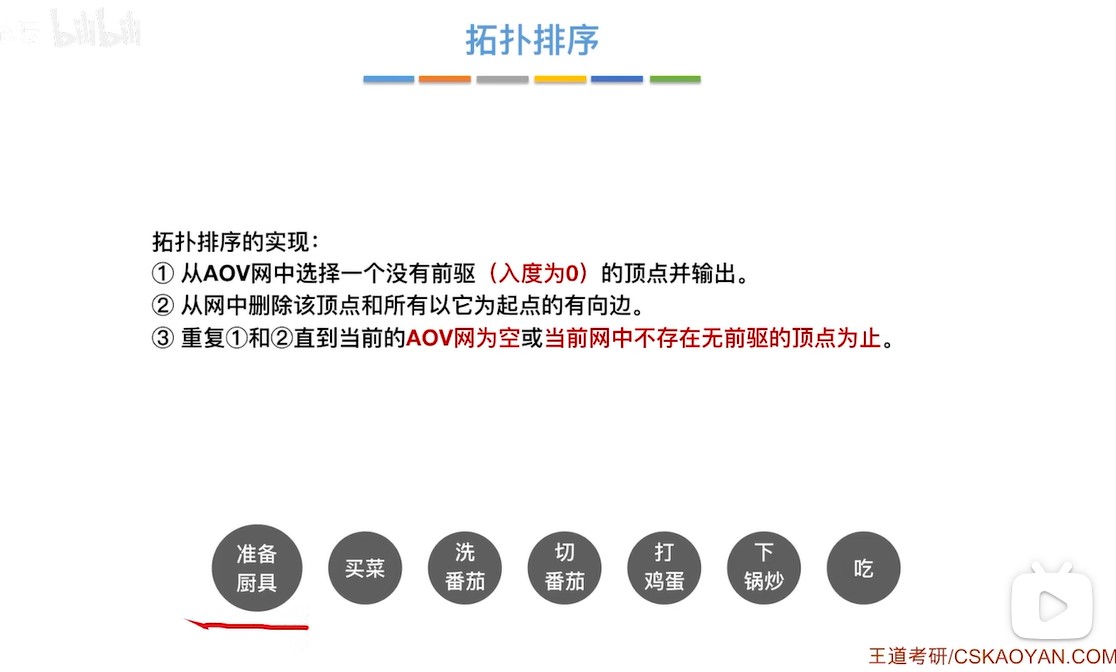 bilibili
拓扑排序
拓扑排序的实现：
① 从AOV网中选择一个没有前驱（入度为0）的顶点并输出。
② 从网中删除该顶点和所有以它为起点的有向边。
③ 重复①和②直到当前的AOV网为空或当前网中不存在无前驱的顶点为止。
准备
厨具
买菜
洗
番茄
切
番茄
打
鸡蛋
下
锅炒
吃
王道考研/CSKAOYAN.COM